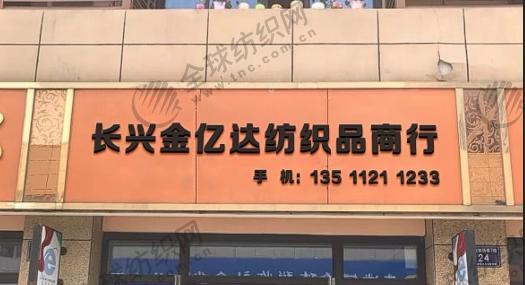 全球纺织网
www.tnc.com.cn
长兴金亿达纺织品商行
手 机: 135 1121 1233
24